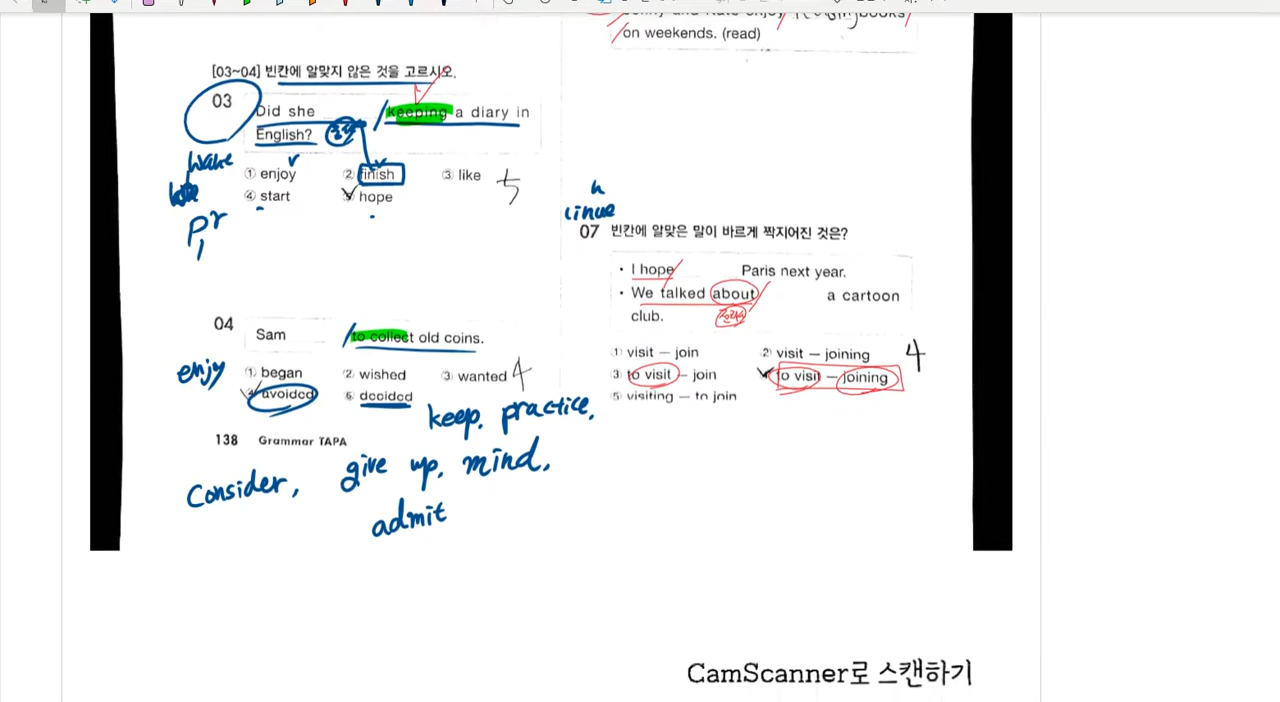 on weekends. (read)
[03~04] 빈칸에 알맞지 않은 것을 고르시오.
03
Did she keeping a diary in
English?
① enjoy ② finish ③ like
④ start hope
5
04
Sam to collect old coins.
enjoy
① began ② wished ③ wanted 4
avoided ⑤ decided
keep. practice.
138 Grammar TAPA
Consider, give up. mind,
admit
07 빈칸에 알맞은 말이 바르게 짝지어진 것은?
• I hope Paris next year.
• We talked about a cartoon
club.
① visit – join ② visit – joining 4
③ to visit – join to visit – joining
⑤ visiting – to join
CamScanner로 스캔하기